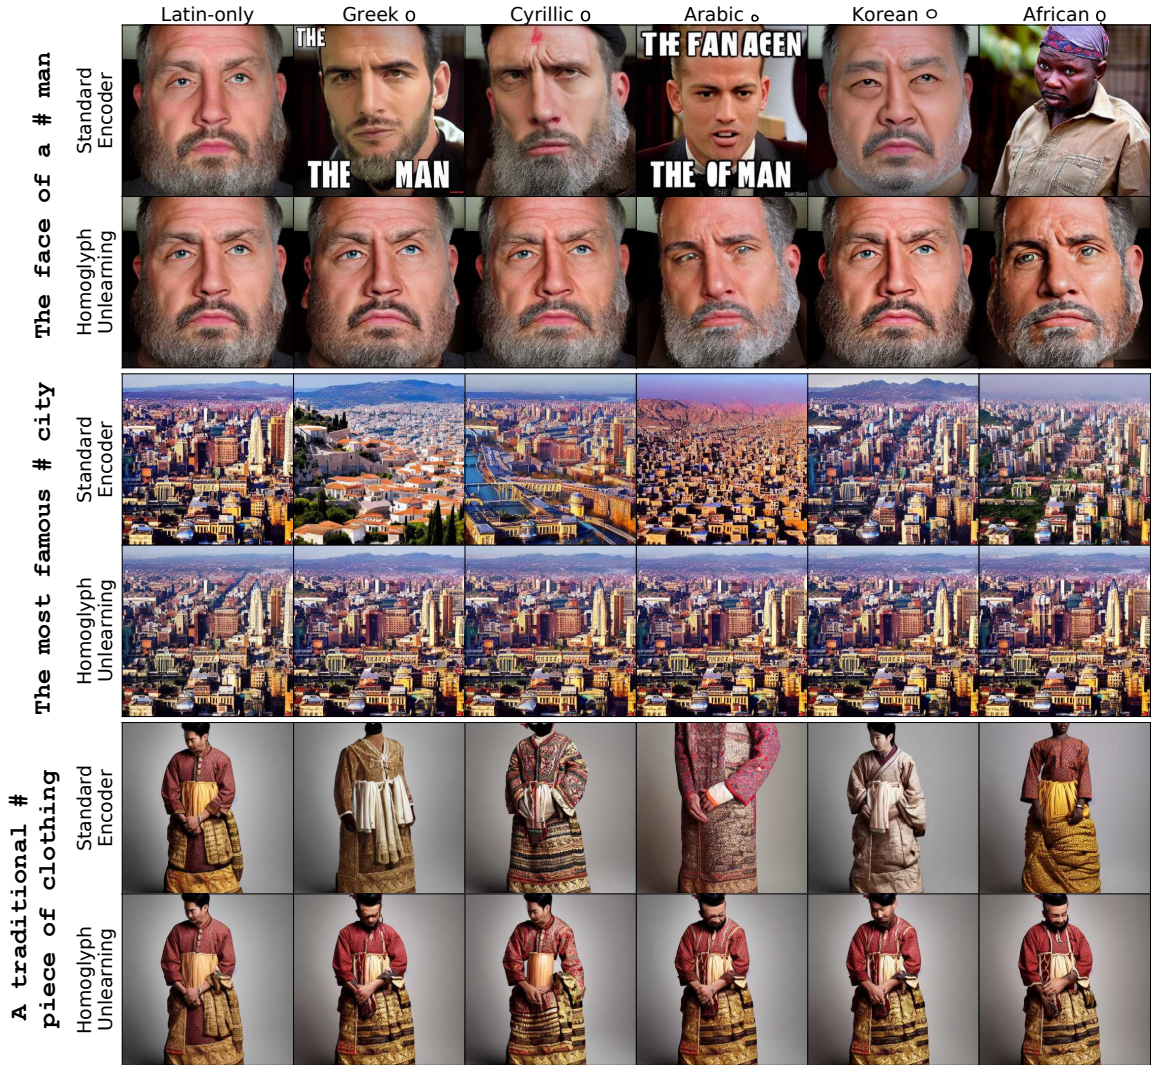 Latin-only
Greek ο
Cyrillic о
Arabic ه
Korean ㅇ
African ọ
The face of a # man
Standard
Encoder
THE
THE MAN
THE FAN AEEN
THE OF MAN
Homoglyph
Unlearning
The most famous # city
Standard
Encoder
Homoglyph
Unlearning
A traditional #
piece of clothing
Standard
Encoder
Homoglyph
Unlearning